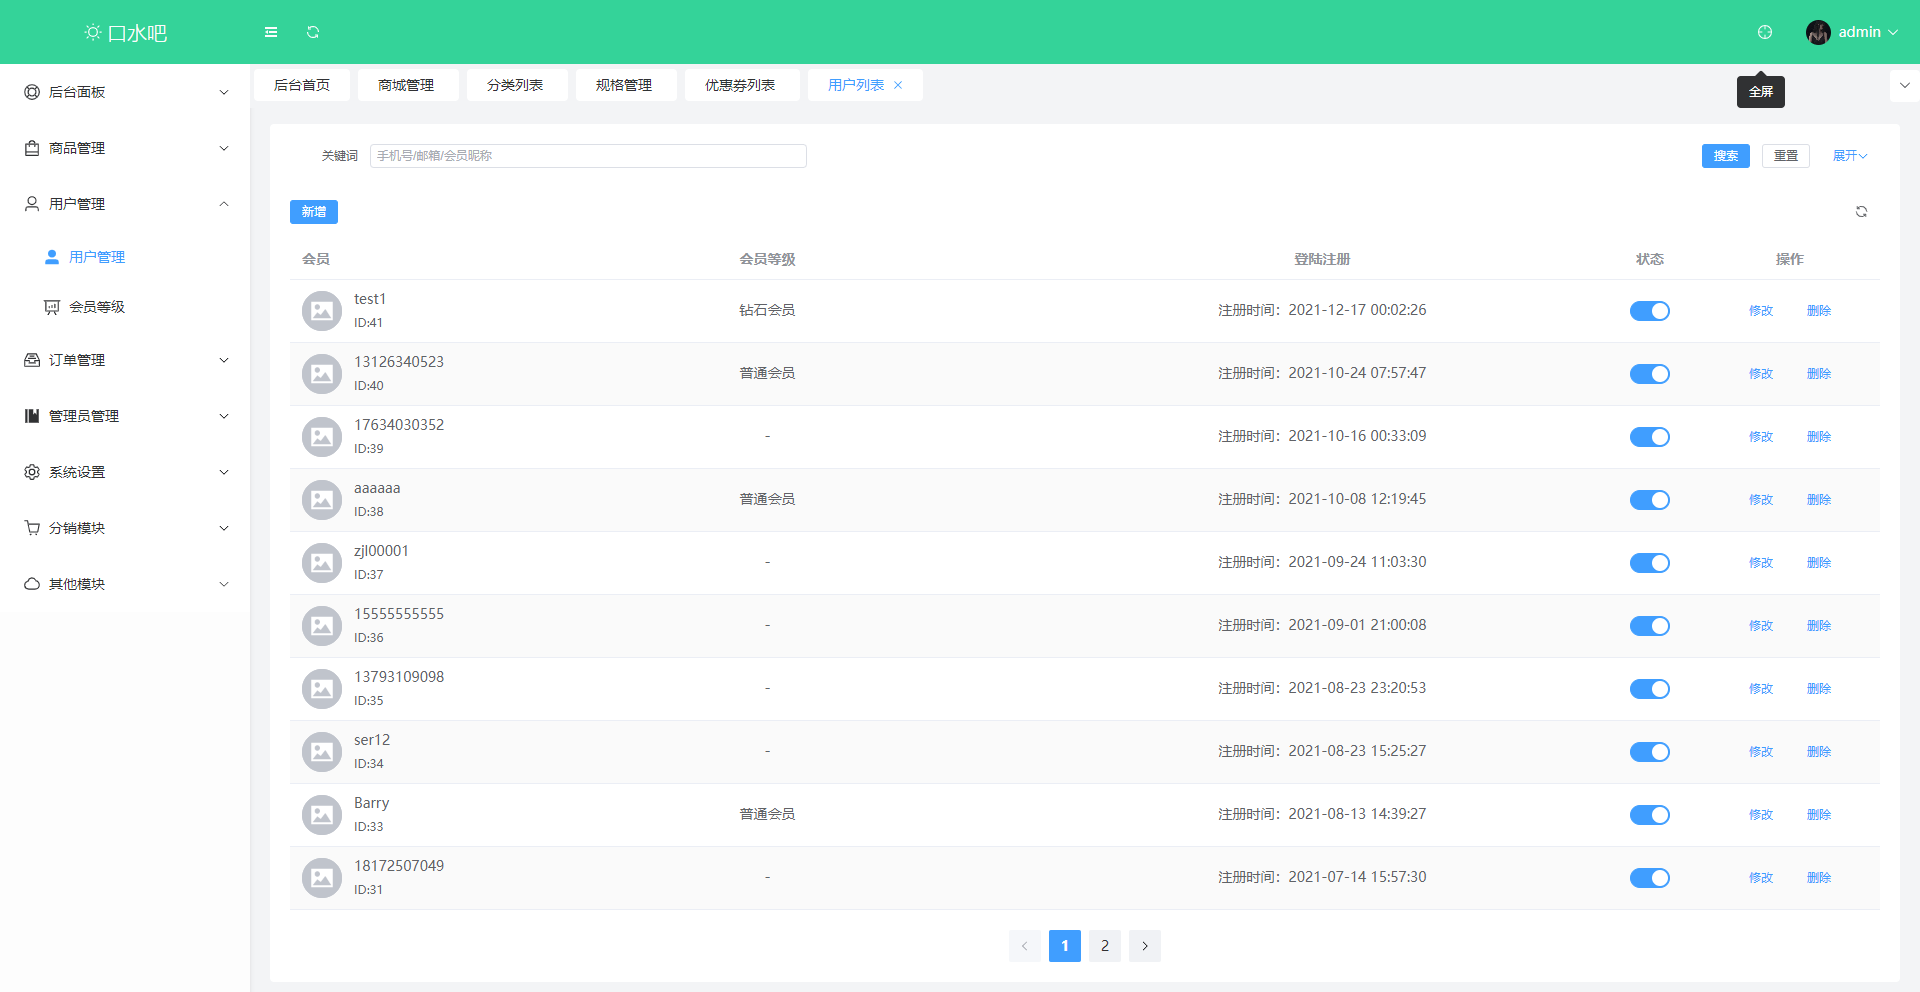 口水吧
admin
后台首页 商城管理 分类列表 规格管理 优惠券列表 用户列表
全屏
后台面板
商品管理
用户管理
用户管理
会员等级
订单管理
管理员管理
系统设置
分销模块
其他模块
关键词 手机号/邮箱/会员昵称 搜索 重置 展开
新增
会员 会员等级 登陆注册 状态 操作
test1
ID:41
钻石会员 注册时间：2021-12-17 00:02:26 修改 删除
13126340523
ID:40
普通会员 注册时间：2021-10-24 07:57:47 修改 删除
17634030352
ID:39
- 注册时间：2021-10-16 00:33:09 修改 删除
aaaaaa
ID:38
普通会员 注册时间：2021-10-08 12:19:45 修改 删除
zjl00001
ID:37
- 注册时间：2021-09-24 11:03:30 修改 删除
15555555555
ID:36
- 注册时间：2021-09-01 21:00:08 修改 删除
13793109098
ID:35
- 注册时间：2021-08-23 23:20:53 修改 删除
ser12
ID:34
- 注册时间：2021-08-23 15:25:27 修改 删除
Barry
ID:33
普通会员 注册时间：2021-08-13 14:39:27 修改 删除
18172507049
ID:31
- 注册时间：2021-07-14 15:57:30 修改 删除
1 2